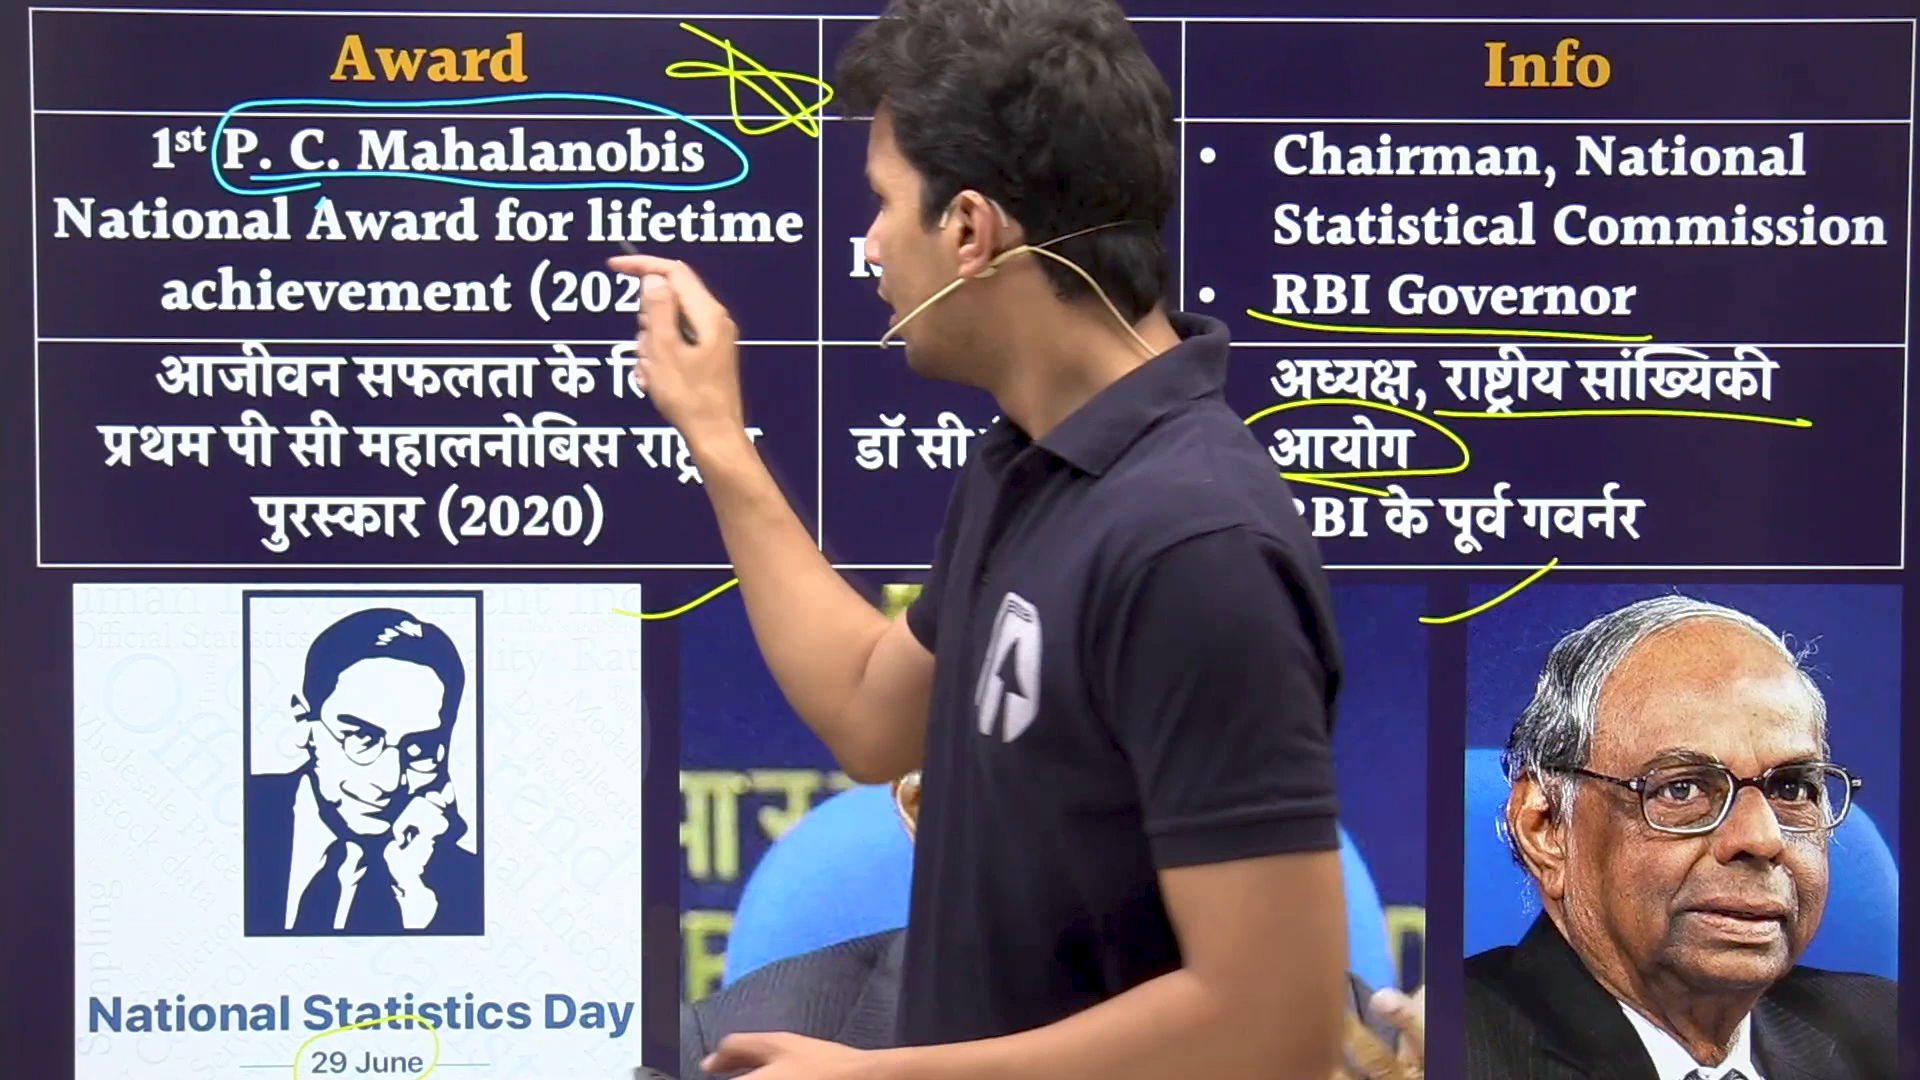 Award
Info
1st P. C. Mahalanobis
National Award for lifetime
achievement (202
• Chairman, National
Statistical Commission
• RBI Governor
आजीवन सफलता के
प्रथम पी सी महालनोबिस
पुरस्कार (2020)
डॉ सी
अध्यक्ष, राष्ट्रीय सांख्यिकी
आयोग
RBI के पूर्व गवर्नर
National Statistics Day
29 June